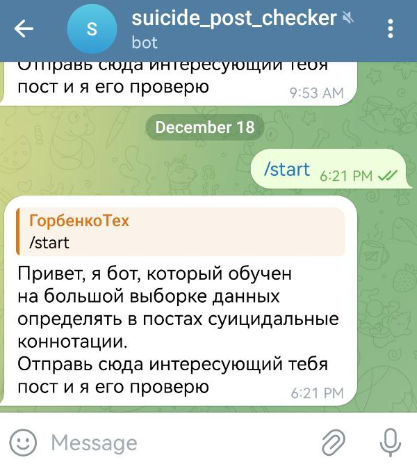 suicide_post_checker
S
bot
Отправь сюда интересующий тебя
пост и я его проверю
9:53 AM
December 18
/start
6:21 PM
ГорбенкоТех
/start
Привет, я бот, который обучен
на большой выборке данных
определять в постах суицидальные
коннотации.
Отправь сюда интересующий тебя
пост и я его проверю
6:21 PM
Message